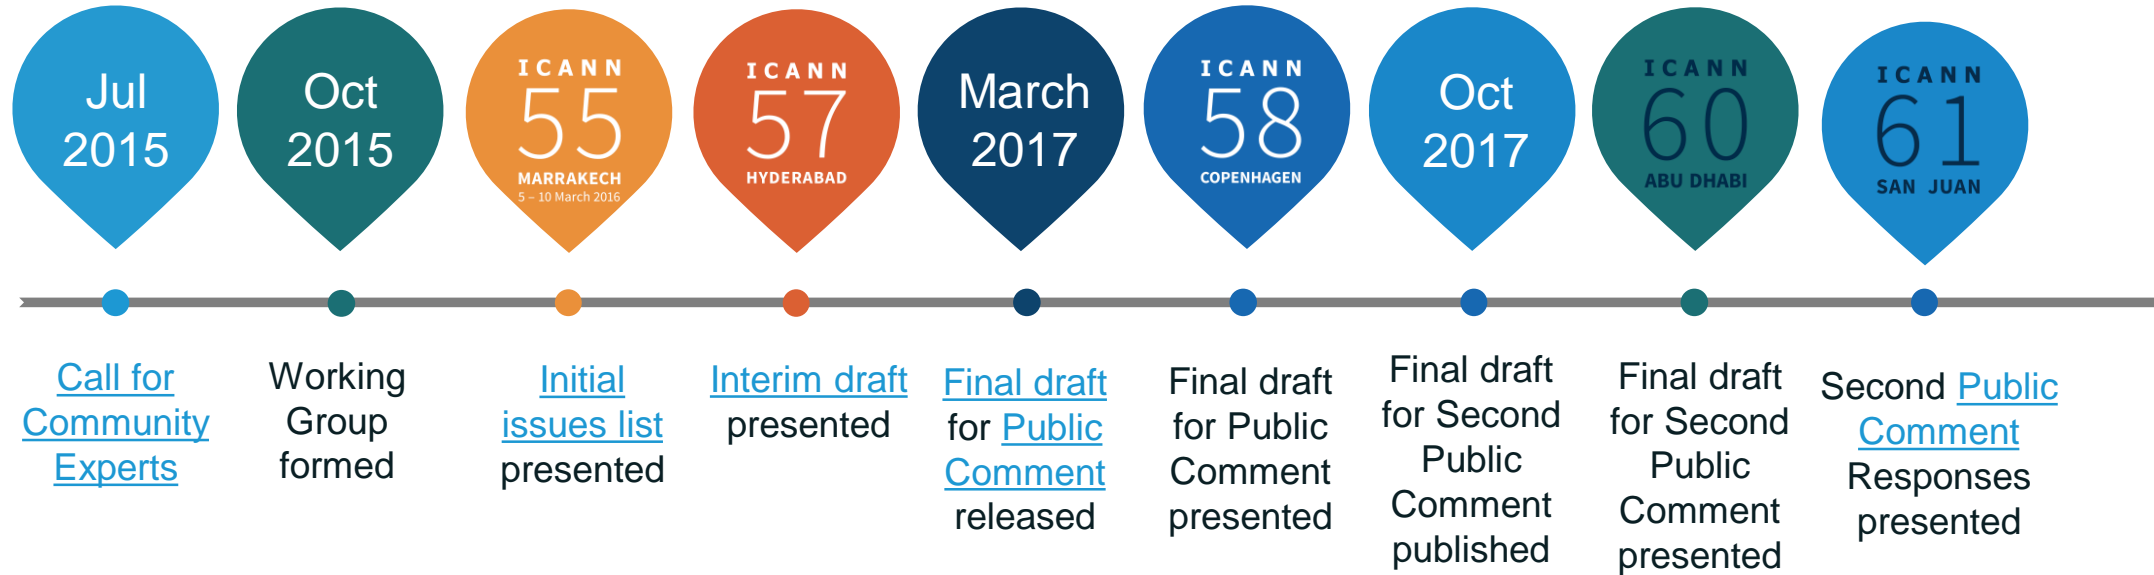 Jul
2015
Oct
2015
ICANN
55
MARRAKECH
5 – 10 March 2016
ICANN
57
HYDERABAD
March
2017
ICANN
58
COPENHAGEN
Oct
2017
ICANN
60
ABU DHABI
ICANN
61
SAN JUAN
Call for
Community
Experts
Working
Group
formed
Initial
issues list
presented
Interim draft
presented
Final draft
for Public
Comment
released
Final draft
for Public
Comment
presented
Final draft
for Second
Public
Comment
published
Final draft
for Second
Public
Comment
presented
Second Public
Comment
Responses
presented